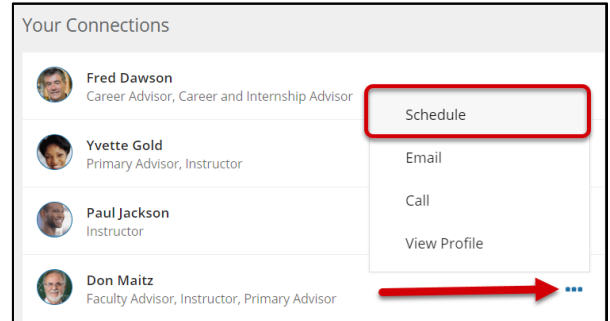 Your Connections
Fred Dawson
Career Advisor, Career and Internship Advisor
Yvette Gold
Primary Advisor, Instructor
Paul Jackson
Instructor
Don Maitz
Faculty Advisor, Instructor, Primary Advisor
Schedule
Email
Call
View Profile